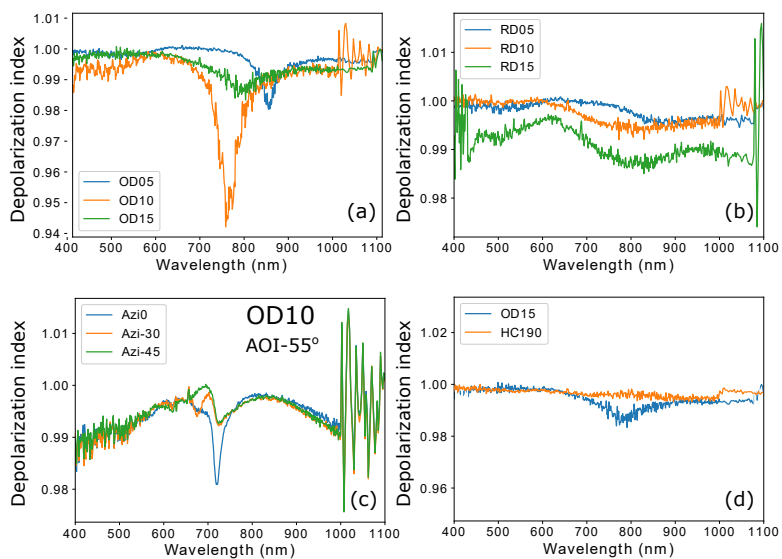 Depolarization index
1.01
1.00
0.99
0.98
0.97
0.96
0.95
0.94
OD05
OD10
OD15
(a)
400 500 600 700 800 900 1000 1100
Wavelength (nm)
Depolarization index
1.01
1.00
0.99
0.98
RD05
RD10
RD15
(b)
400 500 600 700 800 900 1000 1100
Wavelength (nm)
Depolarization index
1.01
1.00
0.99
0.98
Azi0
Azi-30
Azi-45
OD10
AOI-55º
(c)
400 500 600 700 800 900 1000 1100
Wavelength (nm)
Depolarization index
1.02
1.00
0.98
0.96
OD15
HC190
(d)
400 500 600 700 800 900 1000 1100
Wavelength (nm)